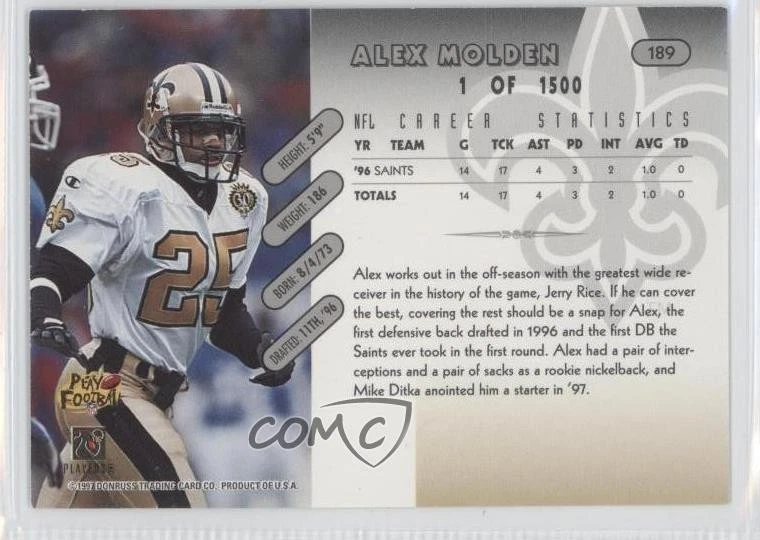 ALEX MOLDEN
189
1 OF 1500
NFL CAREER STATISTICS
YR TEAM G TCK AST PD INT AVG TD
'96 SAINTS 14 17 4 3 2 1.0 0
TOTALS 14 17 4 3 2 1.0 0
HEIGHT: 5'9"
WEIGHT: 186
BORN: 8/4/73
DRAFTED: 11TH, '96
Alex works out in the off-season with the greatest wide re-
ceiver in the history of the game, Jerry Rice. If he can cover
the best, covering the rest should be a snap for Alex, the
first defensive back drafted in 1996 and the first DB the
Saints ever took in the first round. Alex had a pair of inter-
ceptions and a pair of sacks as a rookie nickelback, and
Mike Ditka anointed him a starter in '97.
25
30
PLAY
FOOTBALL
COMC
PLAYERS
©1997 DONRUSS TRADING CARD CO. PRODUCT OF U.S.A.